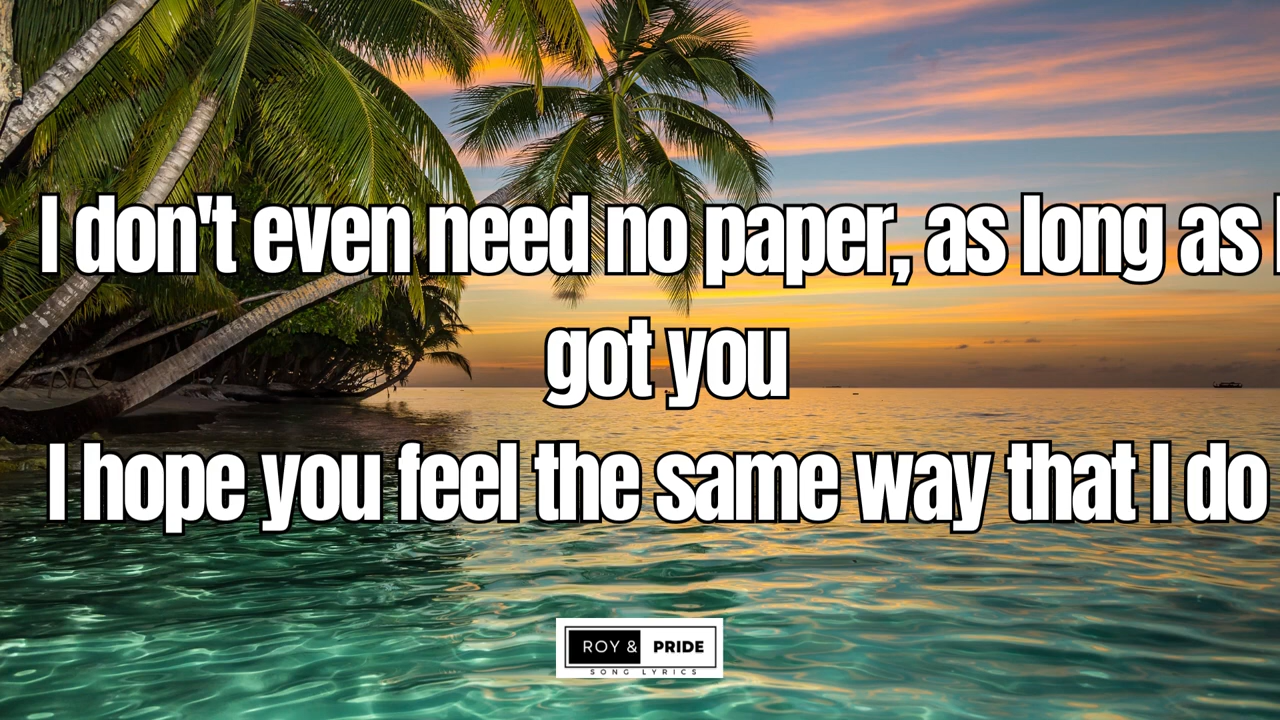 I don't even need no paper, as long as I
got you
I hope you feel the same way that I do
ROY & PRIDE
SONG LYRICS